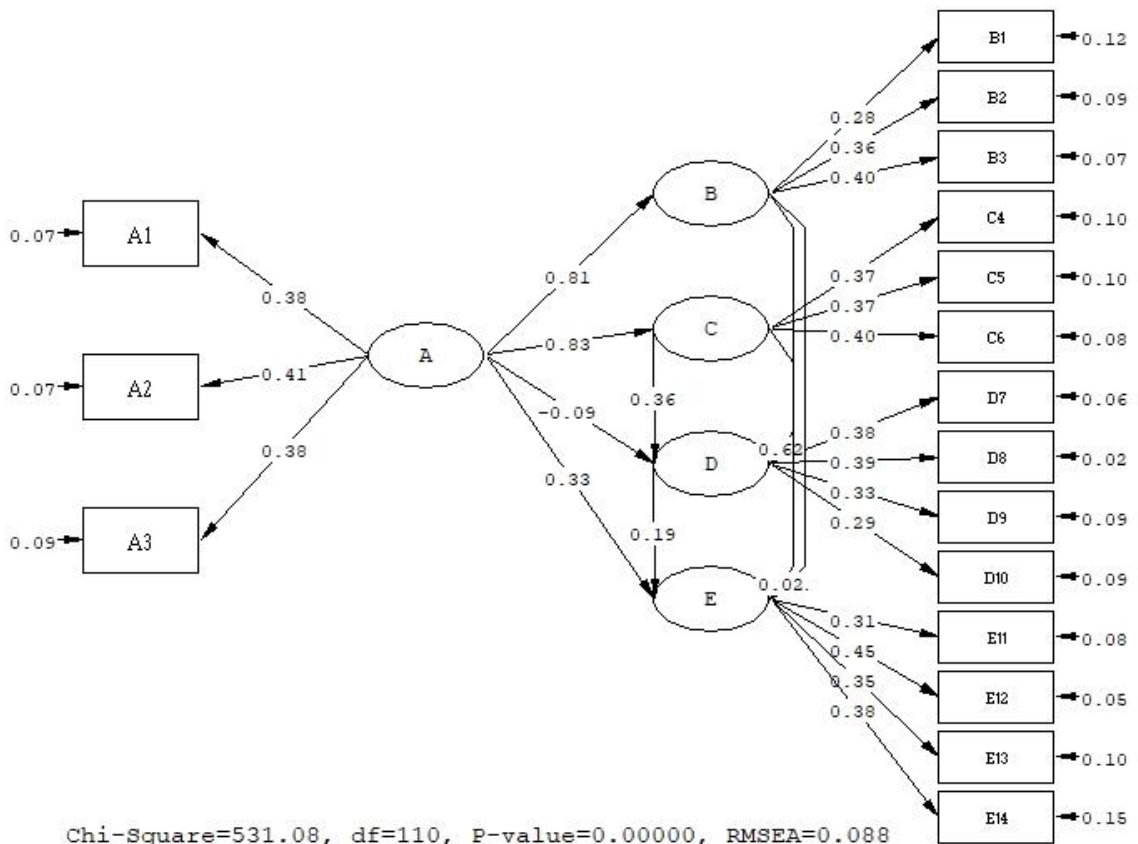 B1
0.12
B2
0.09
0.28
0.36
B3
0.07
0.40
B
C4
0.10
A1
0.07
0.37
C5
0.10
0.81
0.37
0.38
C
C6
0.08
0.40
0.83
A
A2
0.07
0.41
D7
0.06
0.36
-0.09
0.38
0.62
D
D8
0.02
0.39
0.38
0.33
0.33
D9
0.09
A3
0.09
0.19
0.29
D10
0.09
0.02.
E
0.31
E11
0.08
0.45
0.35
E12
0.05
0.38
E13
0.10
E14
0.15
Chi-Square=531.08, df=110, P-value=0.00000, RMSEA=0.088